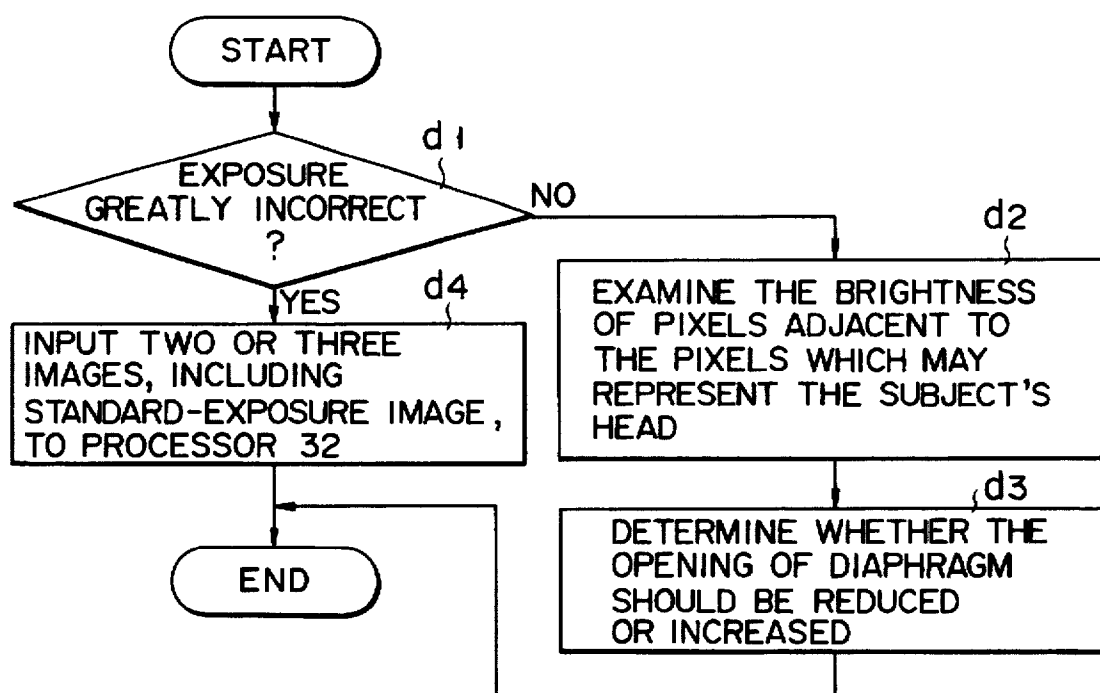 START
d1
EXPOSURE
GREATLY INCORRECT
?
NO
YES
d4
INPUT TWO OR THREE
IMAGES, INCLUDING
STANDARD-EXPOSURE IMAGE,
TO PROCESSOR 32
END
d2
EXAMINE THE BRIGHTNESS
OF PIXELS ADJACENT TO
THE PIXELS WHICH MAY
REPRESENT THE SUBJECT'S
HEAD
d3
DETERMINE WHETHER THE
OPENING OF DIAPHRAGM
SHOULD BE REDUCED
OR INCREASED